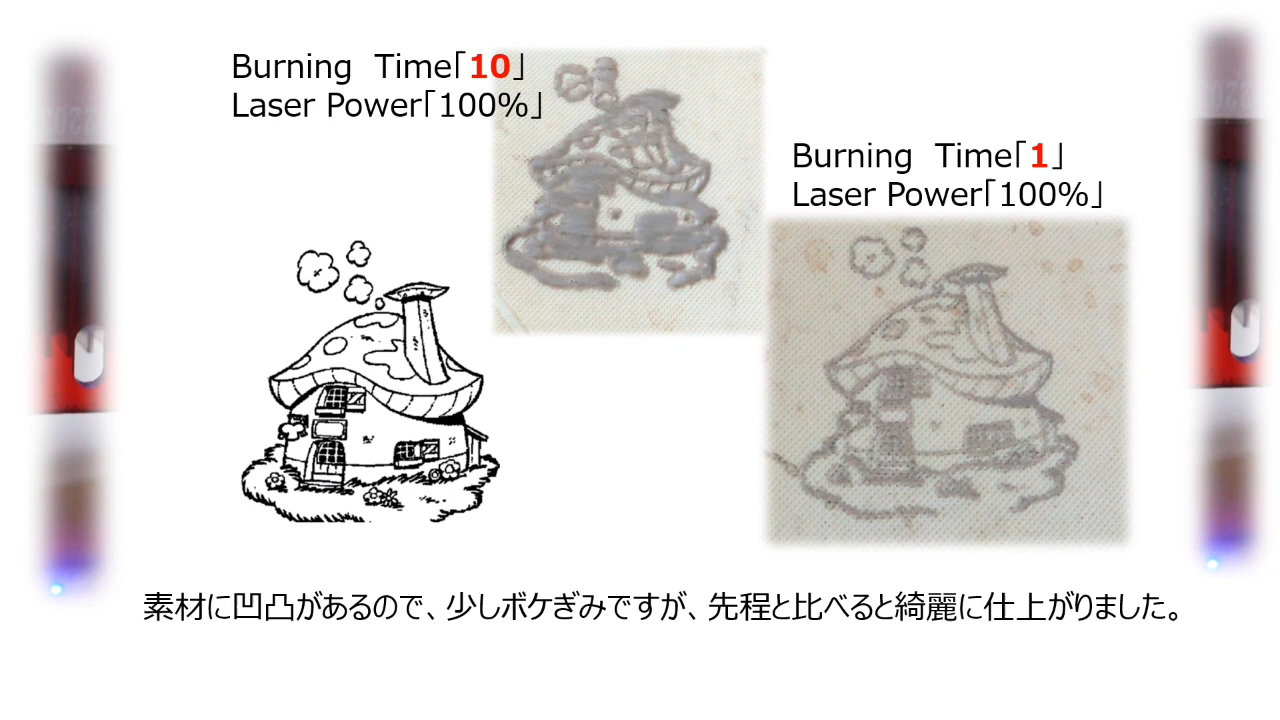 Burning Time「10」
Laser Power「100%」
Burning Time「1」
Laser Power「100%」
素材に凹凸があるので、少しボケぎみですが、先程と比べると綺麗に仕上がりました。